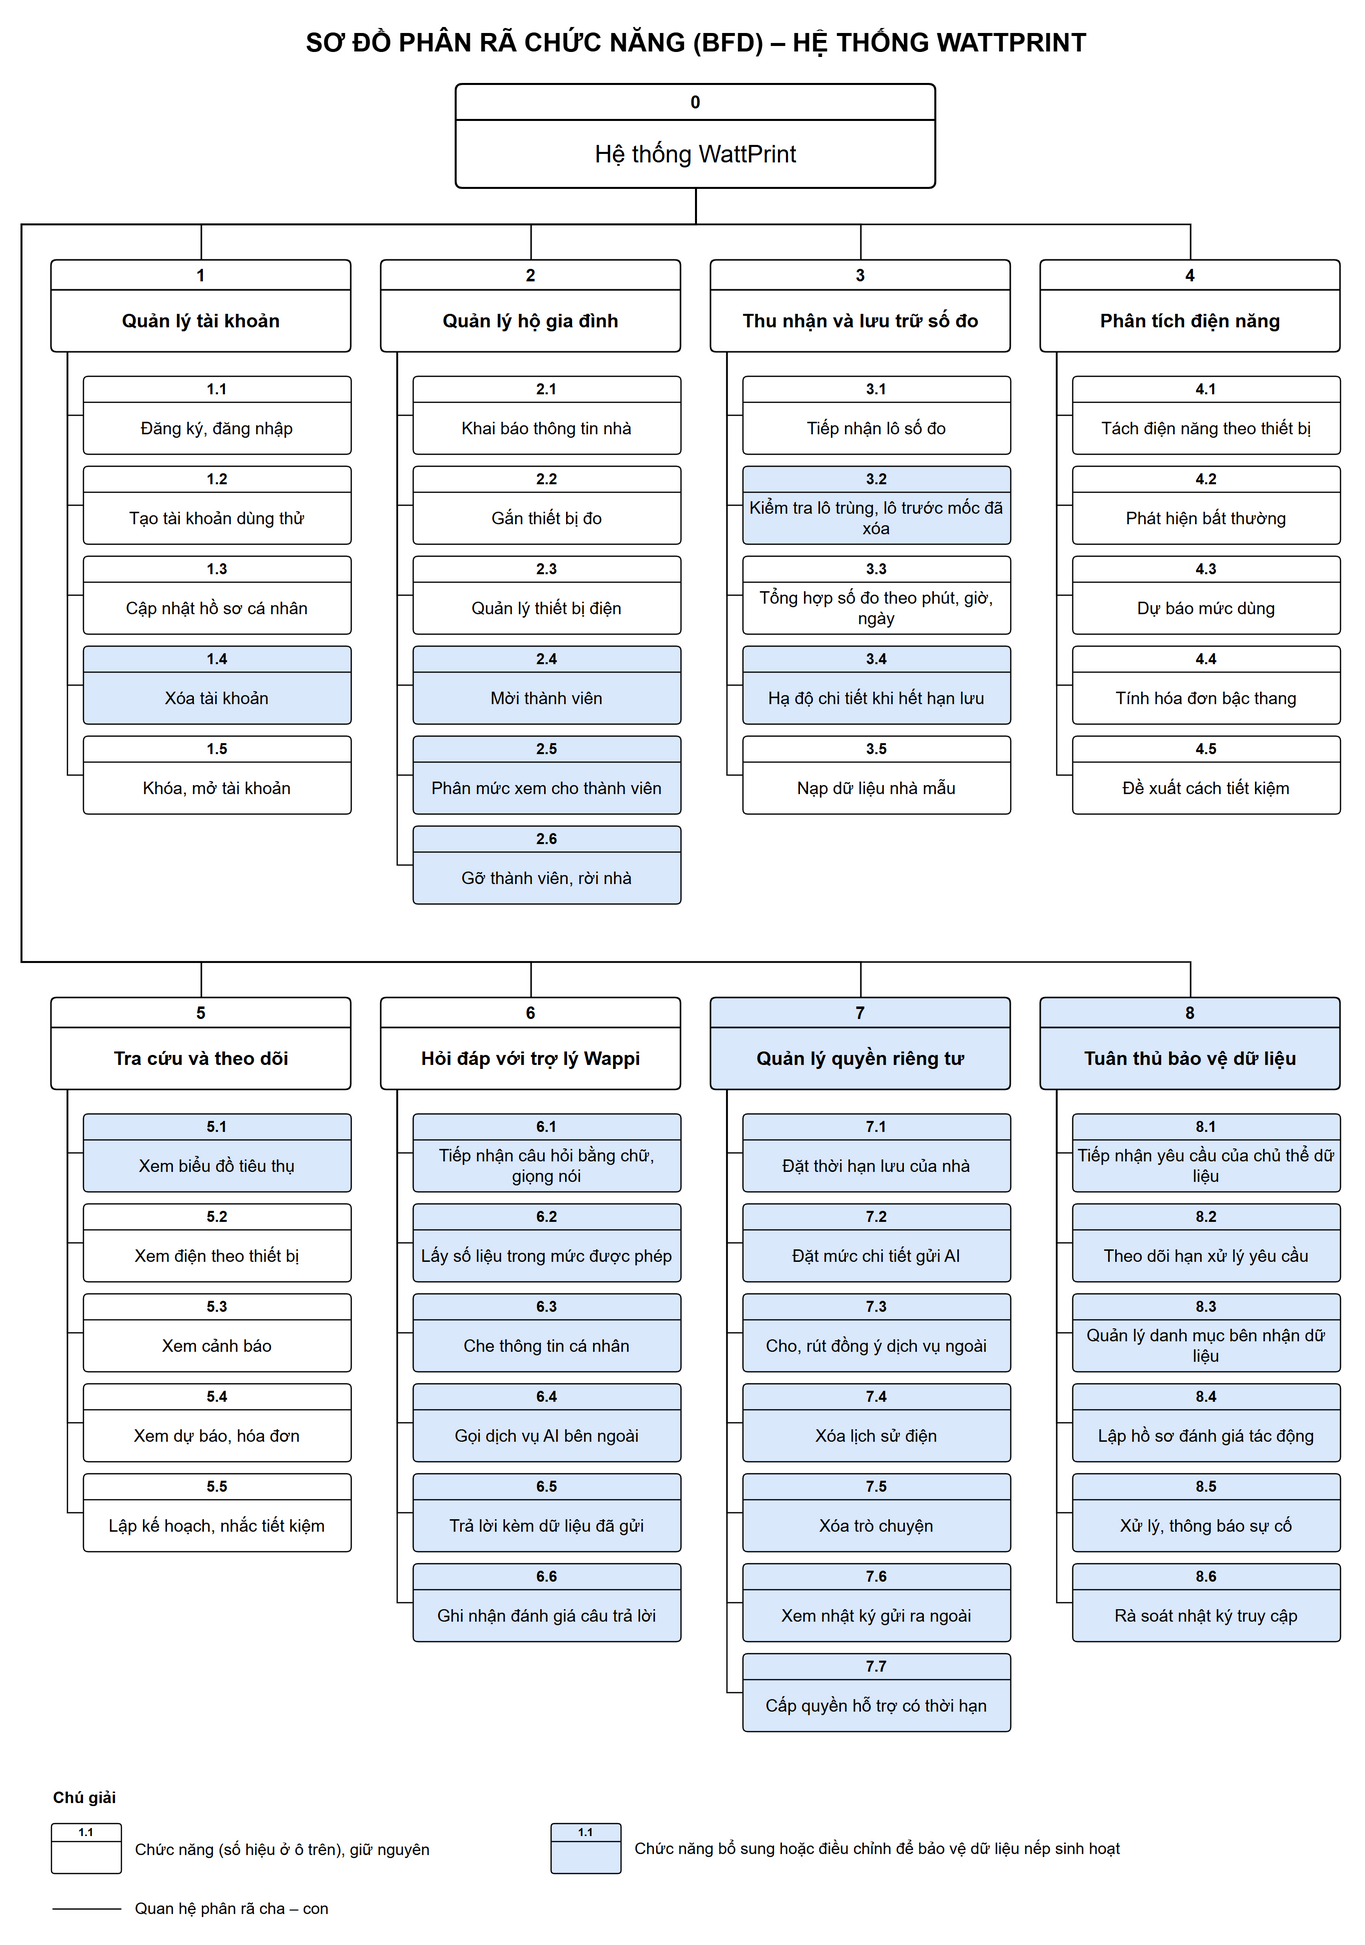 SƠ ĐỒ PHÂN RÃ CHỨC NĂNG (BFD) – HỆ THỐNG WATTPRINT
0
Hệ thống WattPrint
1
Quản lý tài khoản
1.1
Đăng ký, đăng nhập
1.2
Tạo tài khoản dùng thử
1.3
Cập nhật hồ sơ cá nhân
1.4
Xóa tài khoản
1.5
Khóa, mở tài khoản
2
Quản lý hộ gia đình
2.1
Khai báo thông tin nhà
2.2
Gắn thiết bị đo
2.3
Quản lý thiết bị điện
2.4
Mời thành viên
2.5
Phân mức xem cho thành viên
2.6
Gỡ thành viên, rời nhà
3
Thu nhận và lưu trữ số đo
3.1
Tiếp nhận lô số đo
3.2
Kiểm tra lô trùng, lô trước mốc đã
xóa
3.3
Tổng hợp số đo theo phút, giờ,
ngày
3.4
Hạ độ chi tiết khi hết hạn lưu
3.5
Nạp dữ liệu nhà mẫu
4
Phân tích điện năng
4.1
Tách điện năng theo thiết bị
4.2
Phát hiện bất thường
4.3
Dự báo mức dùng
4.4
Tính hóa đơn bậc thang
4.5
Đề xuất cách tiết kiệm
5
Tra cứu và theo dõi
5.1
Xem biểu đồ tiêu thụ
5.2
Xem điện theo thiết bị
5.3
Xem cảnh báo
5.4
Xem dự báo, hóa đơn
5.5
Lập kế hoạch, nhắc tiết kiệm
6
Hỏi đáp với trợ lý Wappi
6.1
Tiếp nhận câu hỏi bằng chữ,
giọng nói
6.2
Lấy số liệu trong mức được phép
6.3
Che thông tin cá nhân
6.4
Gọi dịch vụ AI bên ngoài
6.5
Trả lời kèm dữ liệu đã gửi
6.6
Ghi nhận đánh giá câu trả lời
7
Quản lý quyền riêng tư
7.1
Đặt thời hạn lưu của nhà
7.2
Đặt mức chi tiết gửi AI
7.3
Cho, rút đồng ý dịch vụ ngoài
7.4
Xóa lịch sử điện
7.5
Xóa trò chuyện
7.6
Xem nhật ký gửi ra ngoài
7.7
Cấp quyền hỗ trợ có thời hạn
8
Tuân thủ bảo vệ dữ liệu
8.1
Tiếp nhận yêu cầu của chủ thể dữ
liệu
8.2
Theo dõi hạn xử lý yêu cầu
8.3
Quản lý danh mục bên nhận dữ
liệu
8.4
Lập hồ sơ đánh giá tác động
8.5
Xử lý, thông báo sự cố
8.6
Rà soát nhật ký truy cập
Chú giải
1.1
Chức năng (số hiệu ở ô trên), giữ nguyên
1.1
Chức năng bổ sung hoặc điều chỉnh để bảo vệ dữ liệu nếp sinh hoạt
Quan hệ phân rã cha – con